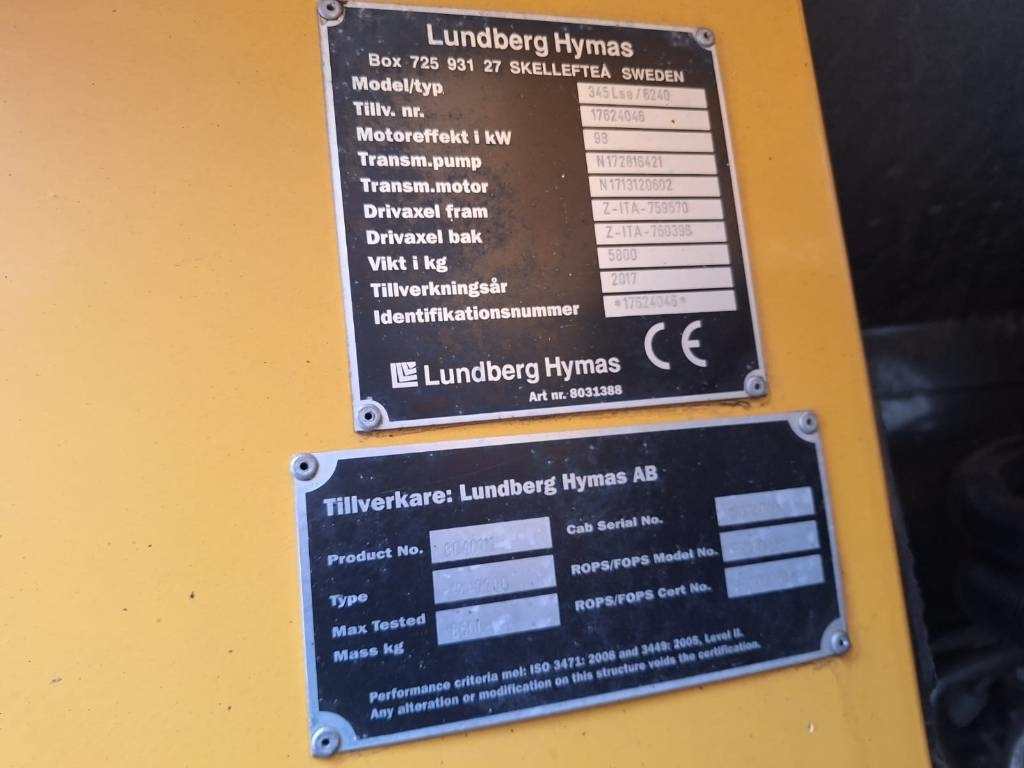 Lundberg Hymas
Box 725 931 27 SKELLEFTEÅ SWEDEN
Model/typ 345Lsa/6240
Tillv. nr. 17624046
Motoreffekt i kW 98
Transm.pump N172816421
Transm.motor N1713120602
Drivaxel fram Z-ITA-759570
Drivaxel bak Z-ITA-760396
Vikt i kg 5800
Tillverkningsår 2017
Identifikationsnummer *17624046*
CE
Lundberg Hymas
Art nr. 8031388
Tillverkare: Lundberg Hymas AB
Product No. Cab Serial No.
Type ROPS/FOPS Model No.
Max Tested ROPS/FOPS Cert No.
Mass kg
Performance criteria met: ISO 3471: 2008 and 3449: 2005, Level II.
Any alteration or modification on this structure voids the certification.